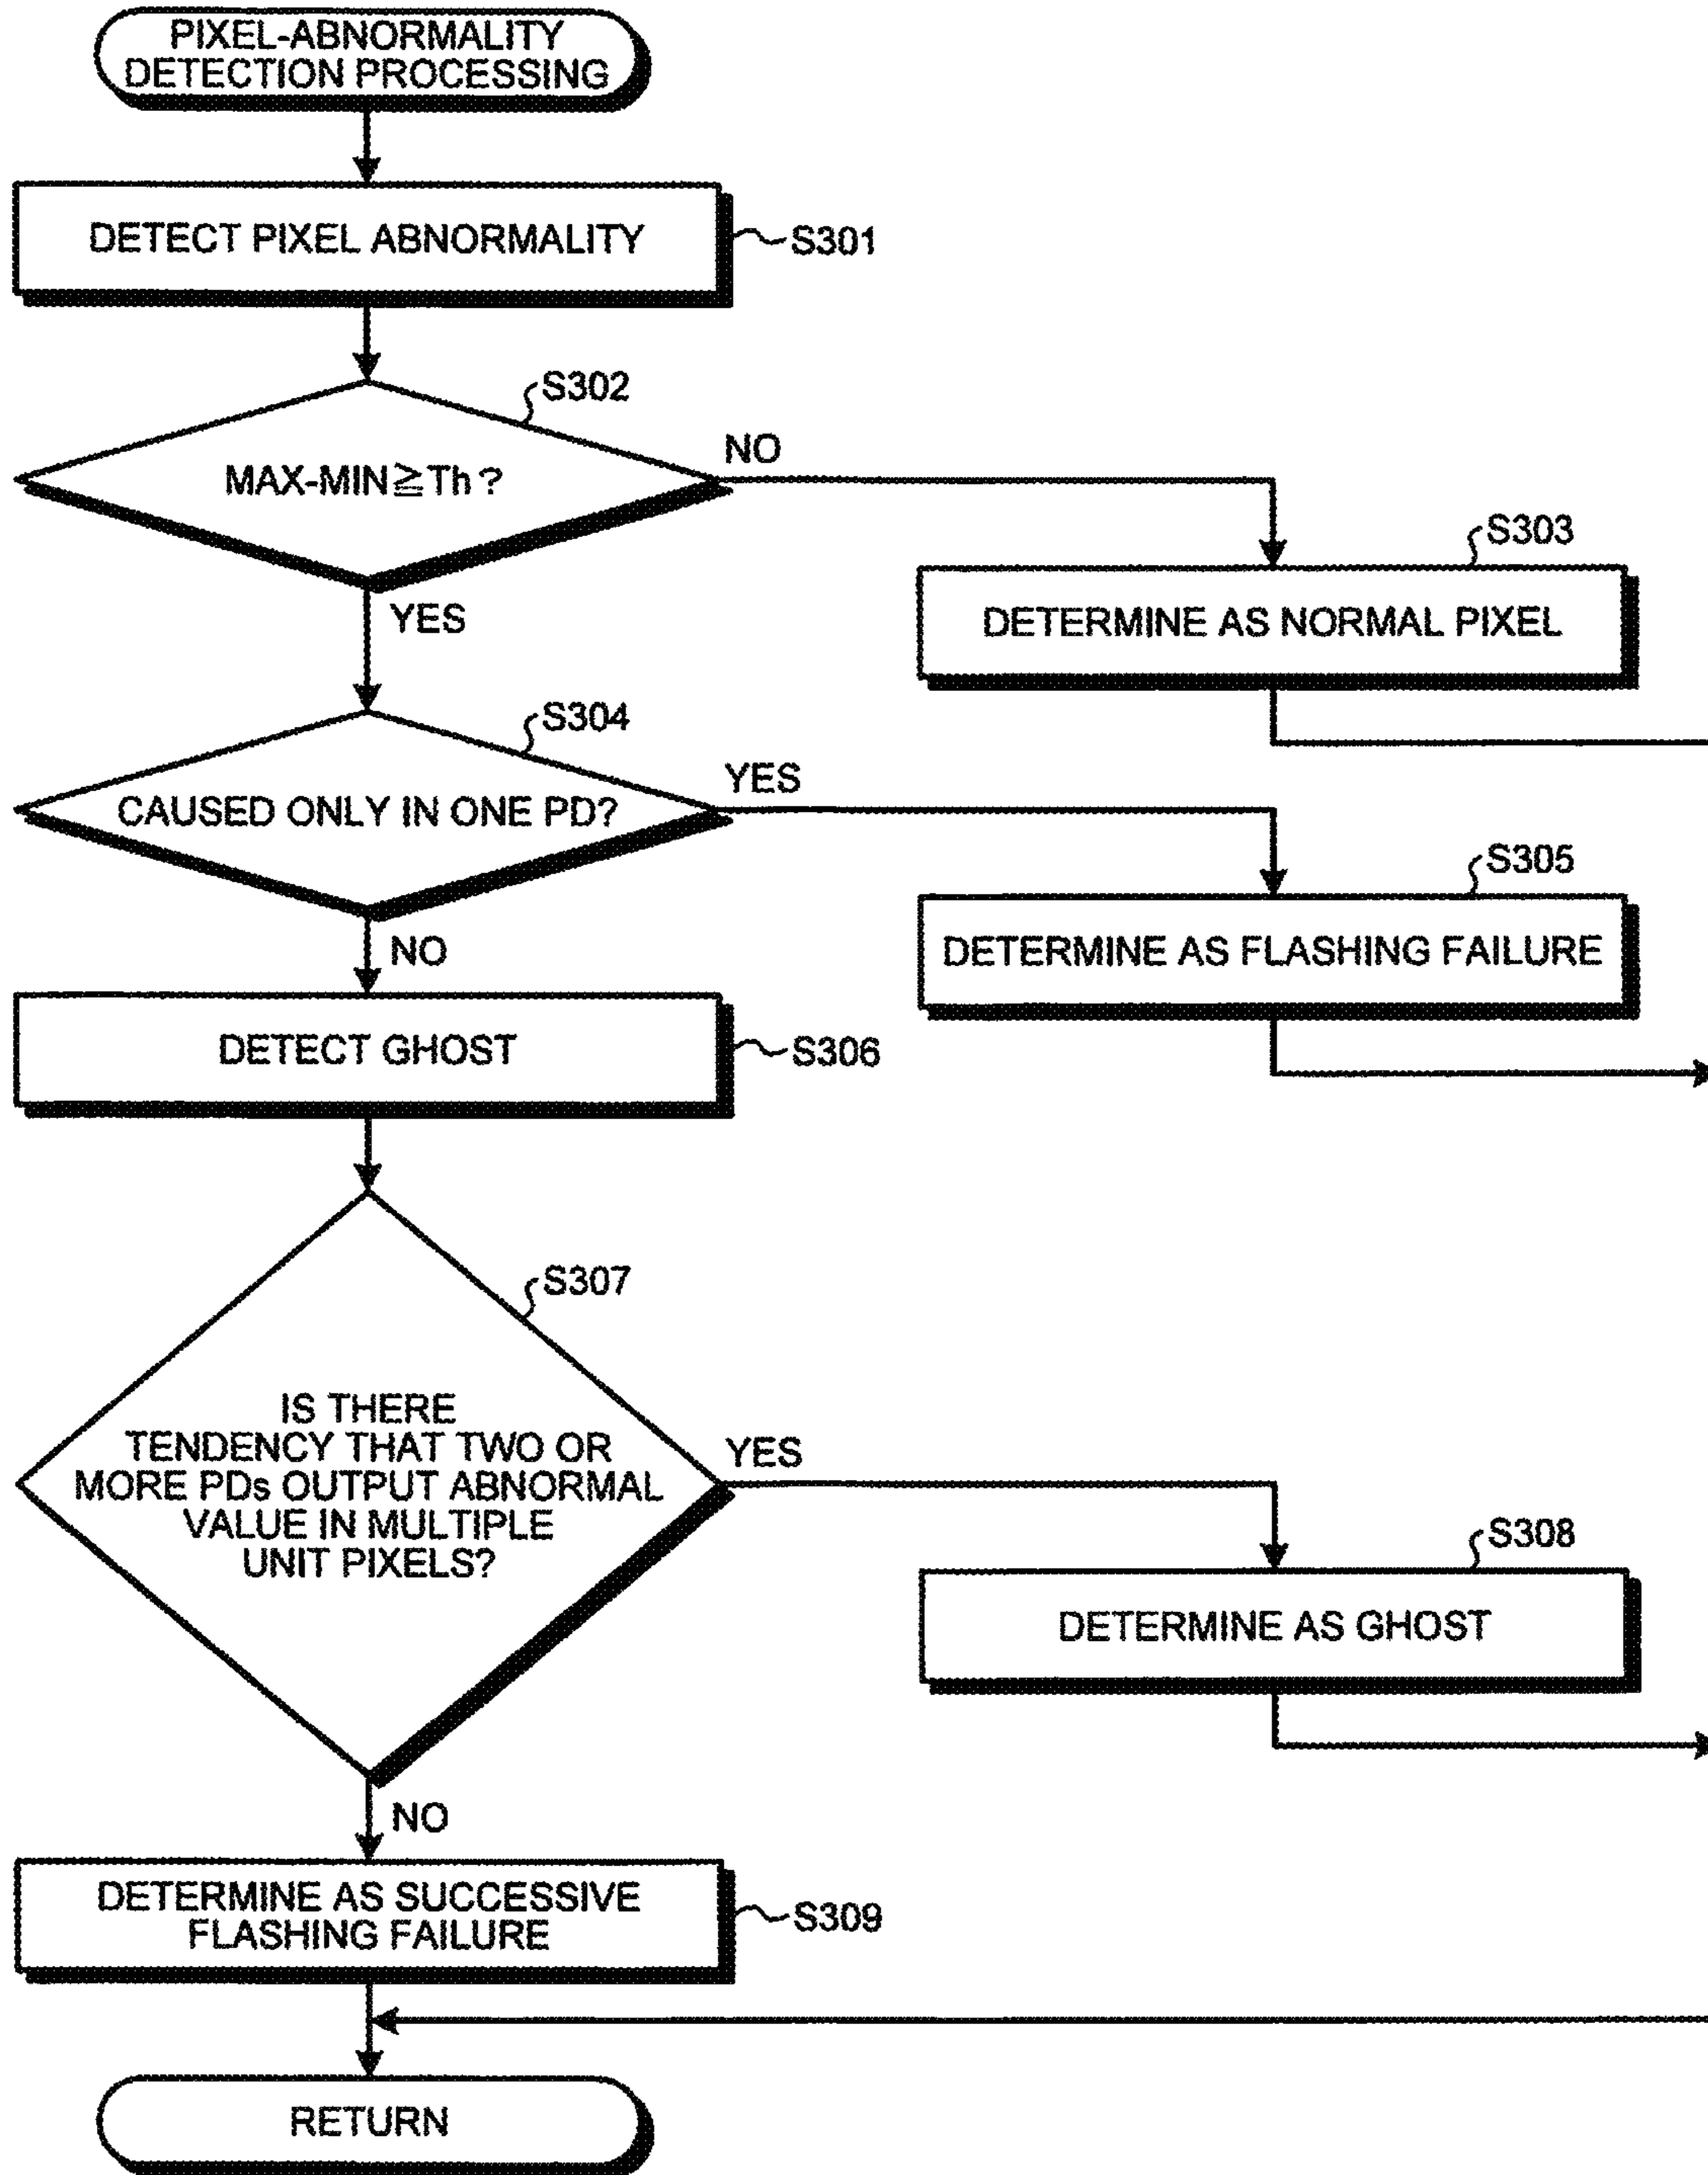 PIXEL-ABNORMALITY
DETECTION PROCESSING
DETECT PIXEL ABNORMALITY
S301
S302
MAX-MIN≧Th?
NO
YES
S303
DETERMINE AS NORMAL PIXEL
S304
CAUSED ONLY IN ONE PD?
YES
NO
S305
DETERMINE AS FLASHING FAILURE
DETECT GHOST
S306
S307
IS THERE
TENDENCY THAT TWO OR
MORE PDs OUTPUT ABNORMAL
VALUE IN MULTIPLE
UNIT PIXELS?
YES
NO
S308
DETERMINE AS GHOST
DETERMINE AS SUCCESSIVE
FLASHING FAILURE
S309
RETURN